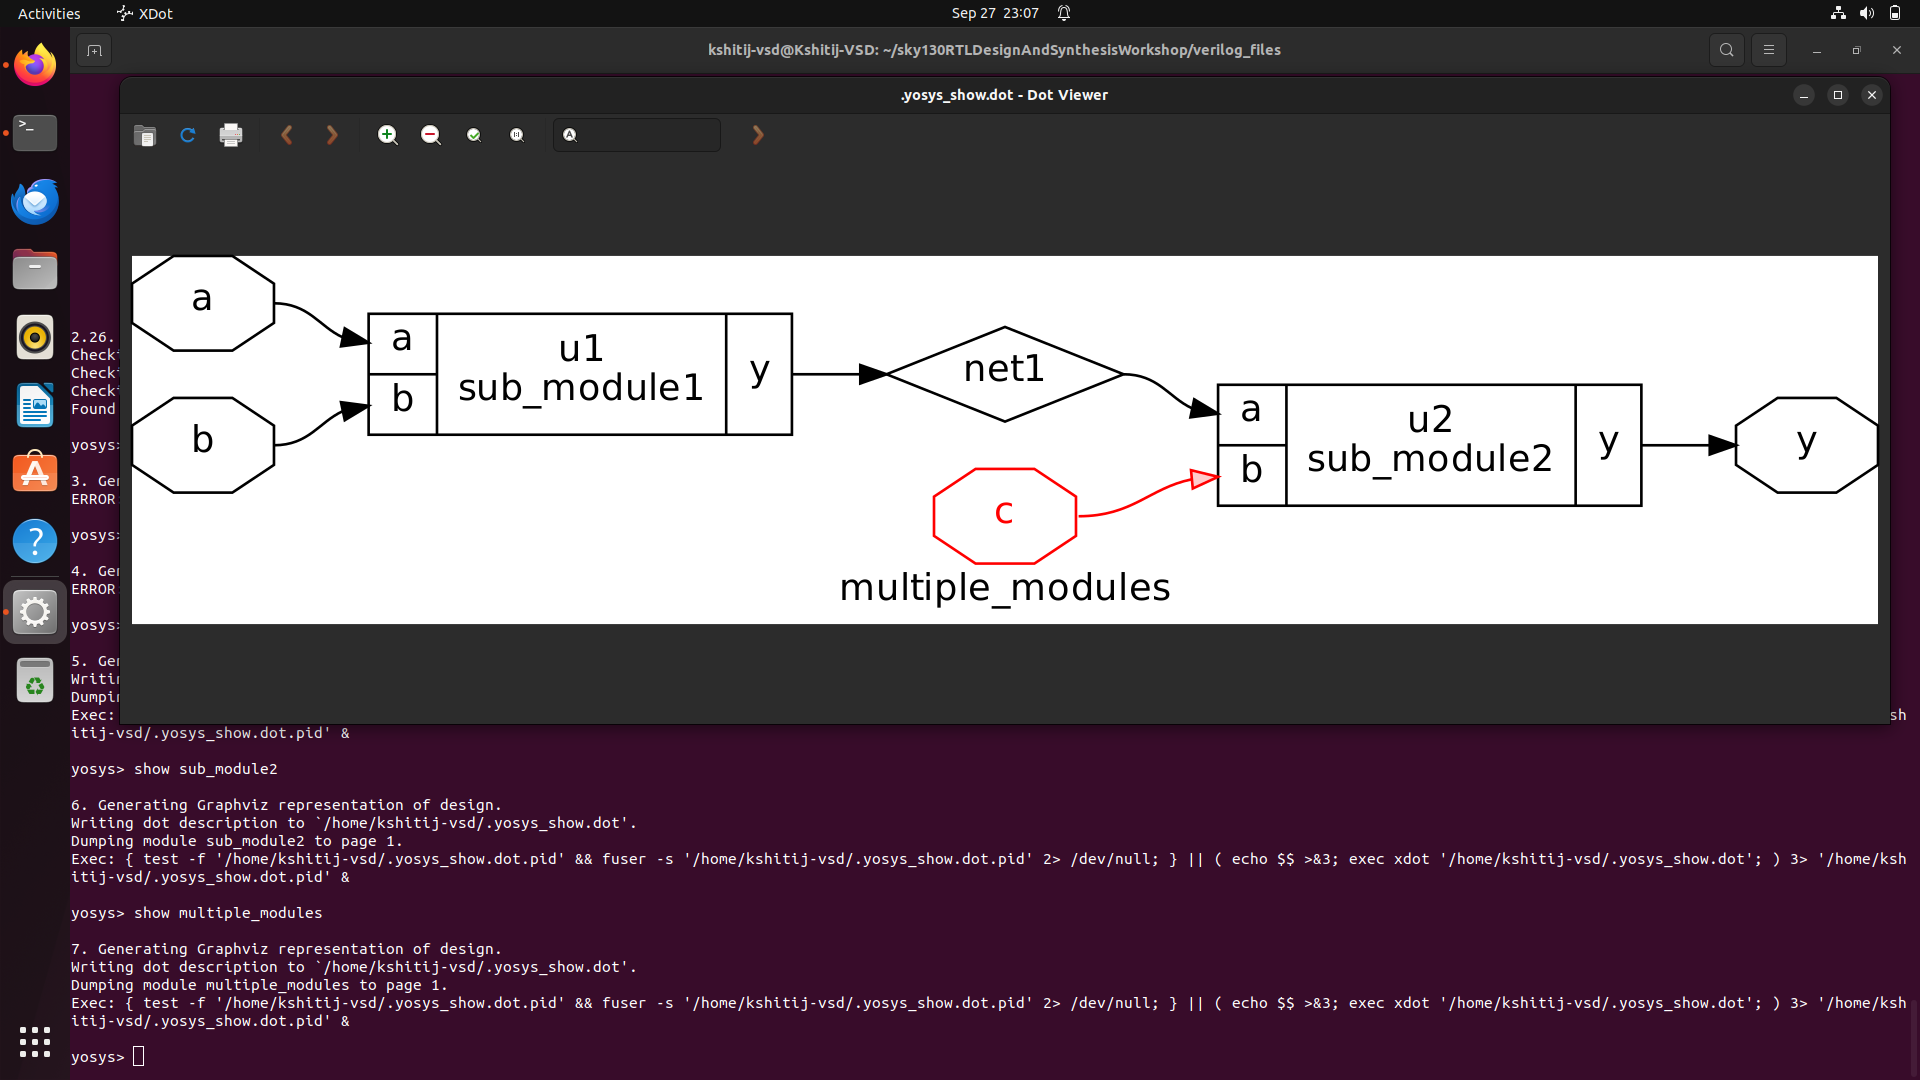 Activities
XDot
Sep 27 23:07
kshitij-vsd@Kshitij-VSD: ~/sky130RTLDesignAndSynthesisWorkshop/verilog_files
.yosys_show.dot - Dot Viewer
a
b
a
b
u1
sub_module1
y
net1
c
a
b
u2
sub_module2
y
y
multiple_modules
2.26.
Found
yosys>
3. Ge
ERROR
yosys>
4. Ge
ERROR
yosys>
5. Ge
Exec:
sh
itij-vsd/.yosys_show.dot.pid' &
yosys> show sub_module2
6. Generating Graphviz representation of design.
Writing dot description to `/home/kshitij-vsd/.yosys_show.dot'.
Dumping module sub_module2 to page 1.
Exec: { test -f '/home/kshitij-vsd/.yosys_show.dot.pid' && fuser -s '/home/kshitij-vsd/.yosys_show.dot.pid' 2> /dev/null; } || ( echo $$ >&3; exec xdot '/home/kshitij-vsd/.yosys_show.dot'; ) 3> '/home/ksh
itij-vsd/.yosys_show.dot.pid' &
yosys> show multiple_modules
7. Generating Graphviz representation of design.
Writing dot description to `/home/kshitij-vsd/.yosys_show.dot'.
Dumping module multiple_modules to page 1.
Exec: { test -f '/home/kshitij-vsd/.yosys_show.dot.pid' && fuser -s '/home/kshitij-vsd/.yosys_show.dot.pid' 2> /dev/null; } || ( echo $$ >&3; exec xdot '/home/kshitij-vsd/.yosys_show.dot'; ) 3> '/home/ksh
itij-vsd/.yosys_show.dot.pid' &
yosys>